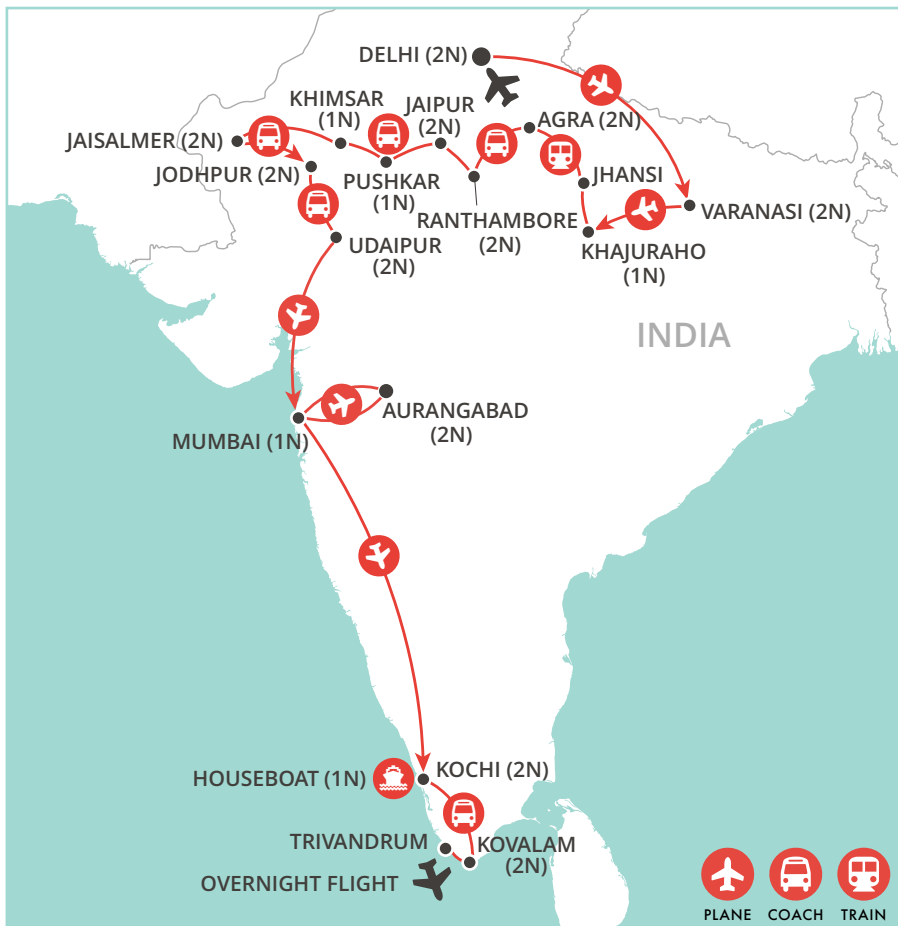 DELHI (2N)
KHIMSAR
(1N)
JAIPUR
(2N)
AGRA (2N)
JAISALMER (2N)
JODHPUR (2N)
PUSHKAR
(1N)
JHANSI
RANTHAMBORE
(2N)
VARANASI (2N)
UDAIPUR
(2N)
KHAJURAHO
(1N)
INDIA
AURANGABAD
(2N)
MUMBAI (1N)
HOUSEBOAT (1N)
KOCHI (2N)
TRIVANDRUM
KOVALAM
(2N)
OVERNIGHT FLIGHT
PLANE
COACH
TRAIN